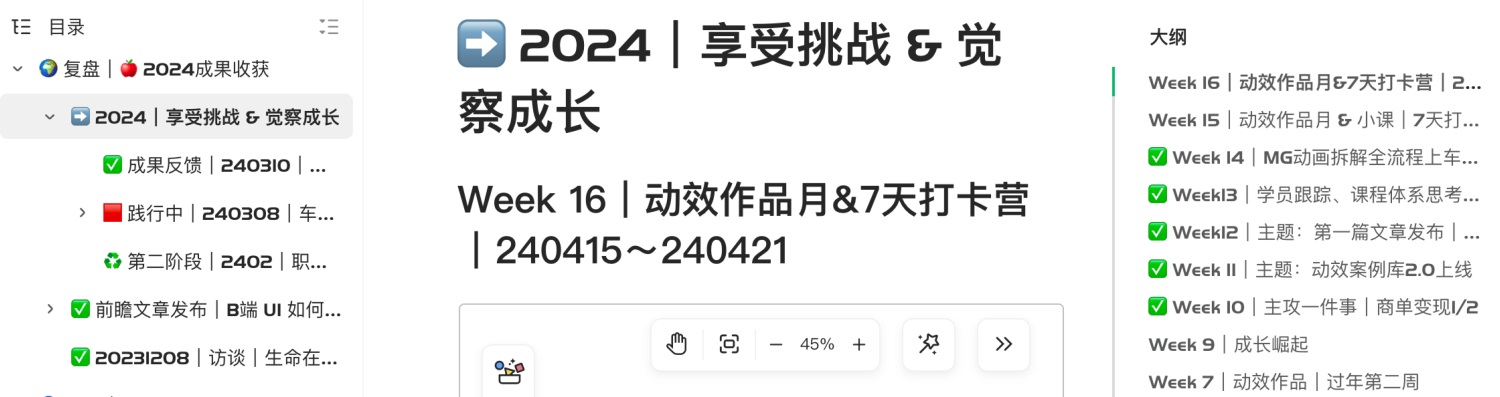 目录
🌍 复盘｜🍎 2024成果收获
➡️ 2024｜享受挑战 & 觉察成长
✅ 成果反馈｜240310｜...
🟥 践行中｜240308｜车...
♻️ 第二阶段｜2402｜职...
✅ 前瞻文章发布｜B端 UI 如何...
✅ 20231208｜访谈｜生命在...
➡️ 2024｜享受挑战 & 觉
察成长
Week 16｜动效作品月&7天打卡营
｜240415～240421
45%
大纲
Week 16｜动效作品月&7天打卡营｜2...
Week 15｜动效作品月 & 小课｜7天打...
✅ Week 14｜MG动画拆解全流程上车...
✅ Week13｜学员跟踪、课程体系思考...
✅ Week12｜主题：第一篇文章发布｜...
✅ Week 11｜主题：动效案例库2.0上线
✅ Week 10｜主攻一件事｜商单变现1/2
Week 9｜成长崛起
Week 7｜动效作品｜过年第二周